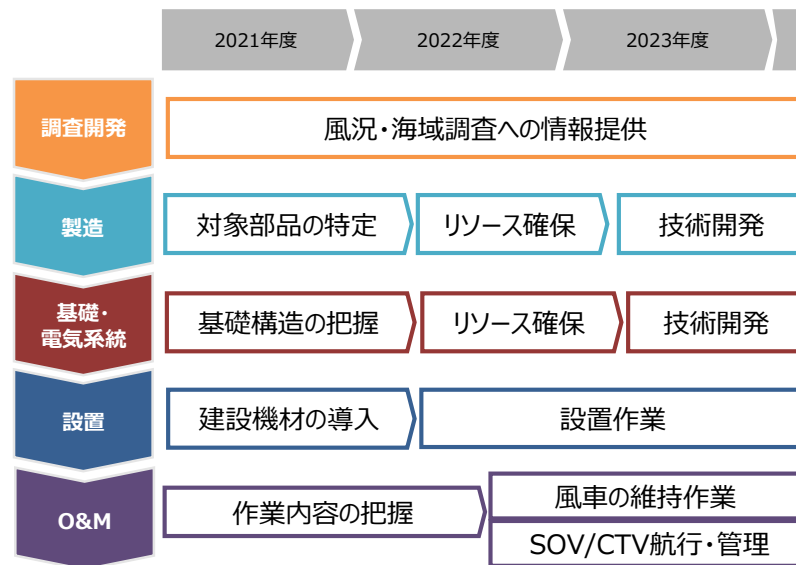 2021年度
2022年度
2023年度
調査開発
風況・海域調査への情報提供
製造
対象部品の特定
リソース確保
技術開発
基礎・
電気系統
基礎構造の把握
リソース確保
技術開発
設置
建設機材の導入
設置作業
O&M
作業内容の把握
風車の維持作業
SOV/CTV航行・管理